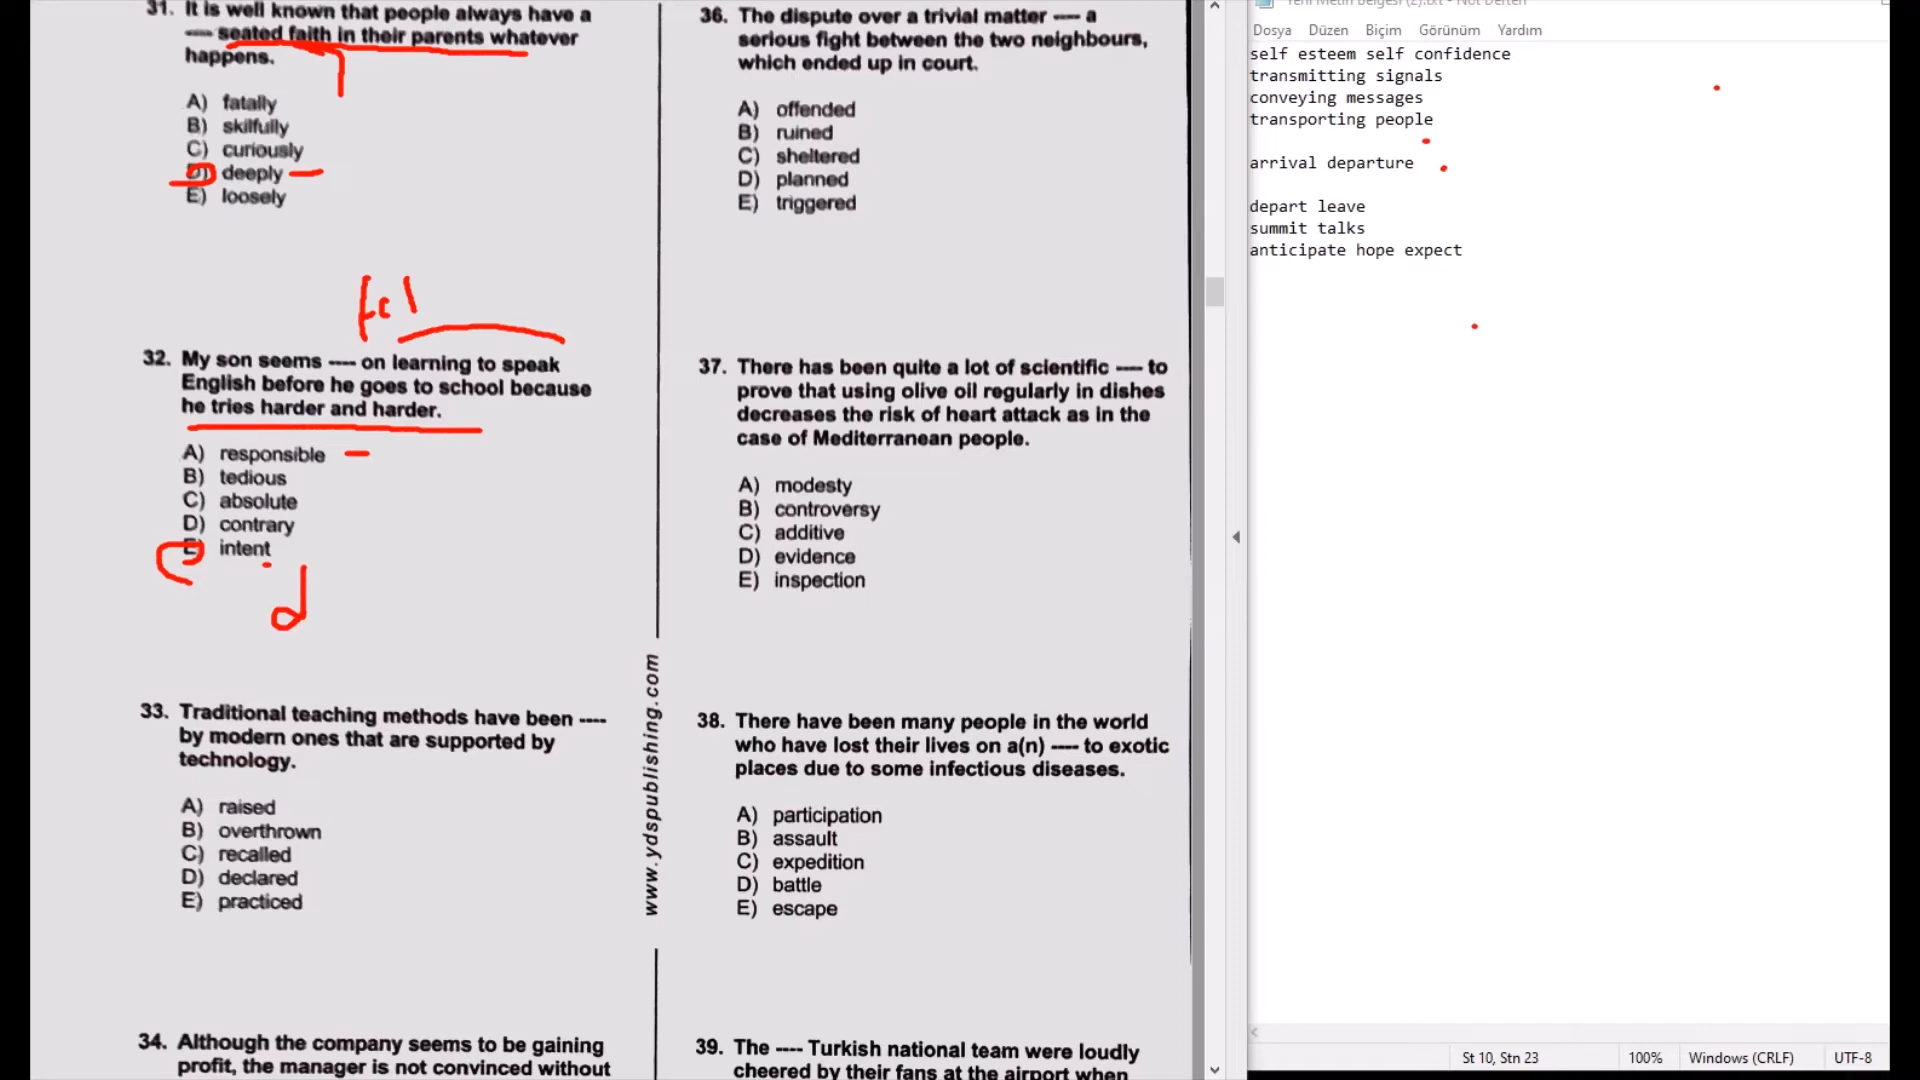 31. It is well known that people always have a
---- seated faith in their parents whatever
happens.
A) fatally
B) skilfully
C) curiously
D) deeply
E) loosely
32. My son seems ---- on learning to speak
English before he goes to school because
he tries harder and harder.
A) responsible
B) tedious
C) absolute
D) contrary
E) intent
d
33. Traditional teaching methods have been ----
by modern ones that are supported by
technology.
A) raised
B) overthrown
C) recalled
D) declared
E) practiced
34. Although the company seems to be gaining
profit, the manager is not convinced without
www.ydspublishing.com
36. The dispute over a trivial matter ---- a
serious fight between the two neighbours,
which ended up in court.
A) offended
B) ruined
C) sheltered
D) planned
E) triggered
37. There has been quite a lot of scientific ---- to
prove that using olive oil regularly in dishes
decreases the risk of heart attack as in the
case of Mediterranean people.
A) modesty
B) controversy
C) additive
D) evidence
E) inspection
38. There have been many people in the world
who have lost their lives on a(n) ---- to exotic
places due to some infectious diseases.
A) participation
B) assault
C) expedition
D) battle
E) escape
39. The ---- Turkish national team were loudly
cheered by their fans at the airport when
Yeni Metin Belgesi (2).txt - Not Defteri
Dosya Düzen Biçim Görünüm Yardım
self esteem self confidence
transmitting signals
conveying messages
transporting people
arrival departure
depart leave
summit talks
anticipate hope expect
St 10, Stn 23 100% Windows (CRLF) UTF-8